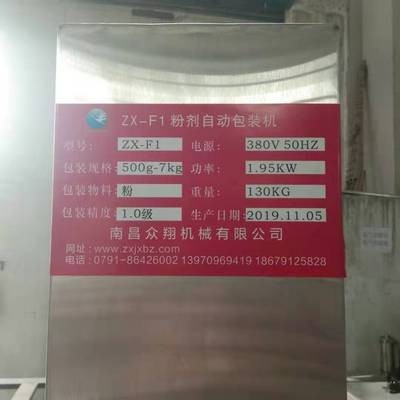 ZX-F1粉剂自动包装机
型号: ZX-F1 电源: 380V 50HZ
包装规格: 500g-7kg 功率: 1.95KW
包装物料: 粉 重量: 130KG
包装精度: 1.0级 生产日期: 2019.11.05
南昌众翔机械有限公司
网址: www.zxjxbz.com
电话: 0791-86426002 13970969419 18679125828